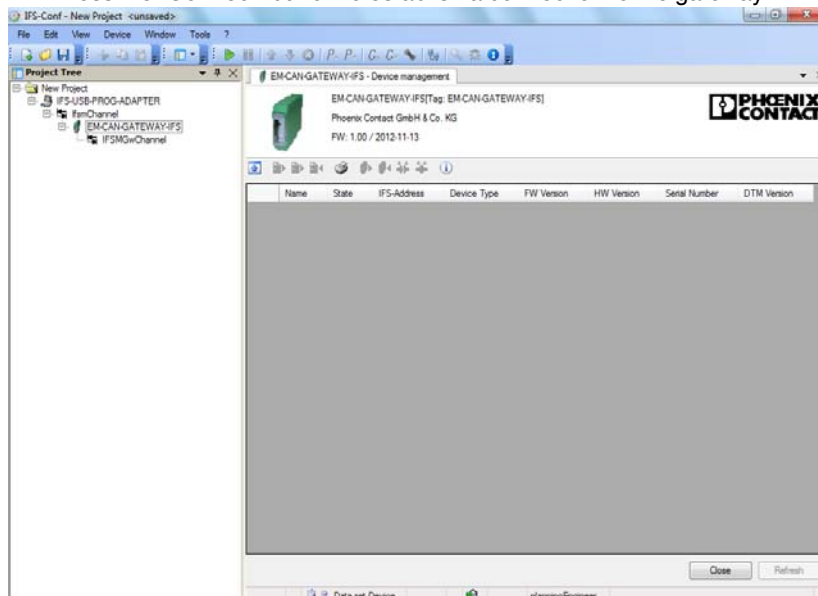 IFS-Conf - New Project <unsaved>
File Edit View Device Window Tools ?
Project Tree
New Project
IFS-USB-PROG-ADAPTER
IfsmChannel
EM-CAN-GATEWAY-IFS
IFSMGwChannel
EM-CAN-GATEWAY-IFS - Device management
EM-CAN-GATEWAY-IFS[Tag: EM-CAN-GATEWAY-IFS]
Phoenix Contact GmbH & Co. KG
FW: 1.00 / 2012-11-13
PHŒNIX
CONTACT
Name State IFS-Address Device Type FW Version HW Version Serial Number DTM Version
Close Refresh
Data set Device planningEngineer